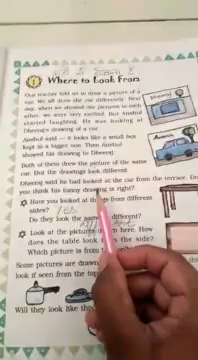 1 Where to Look From
Our teacher told us to draw a picture of a
car. We all drew the car differently. Next
day, when we showed our pictures to each
other, we were very excited. But Anshul
started laughing. He was looking at
Dheeraj's drawing of a car.
Anshul said – it looks like a small box
kept in a bigger one. Then Anshul
showed his drawing to Dheeraj.
Both of them drew the picture of the same
car. But the drawings look different.
Dheeraj said he had looked at the car from the terrace. Do
you think his funny drawing is right?
Have you looked at things from different
sides? Yes
Do they look the same or different?
Look at the pictures drawn here. How
does the table look from the side?
Which picture is from
Some pictures are drawn
look if seen from the top
Will they look like this
Dheeraj
Anshul